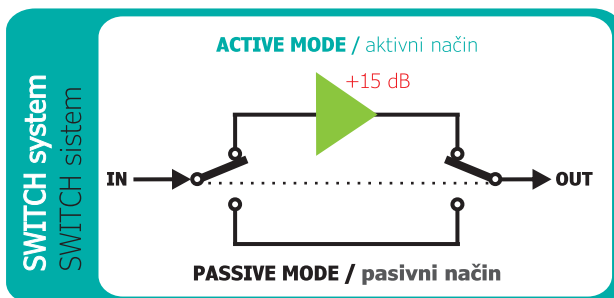 SWITCH system
SWITCH sistem
ACTIVE MODE / aktivni način
+15 dB
IN
OUT
PASSIVE MODE / pasivni način